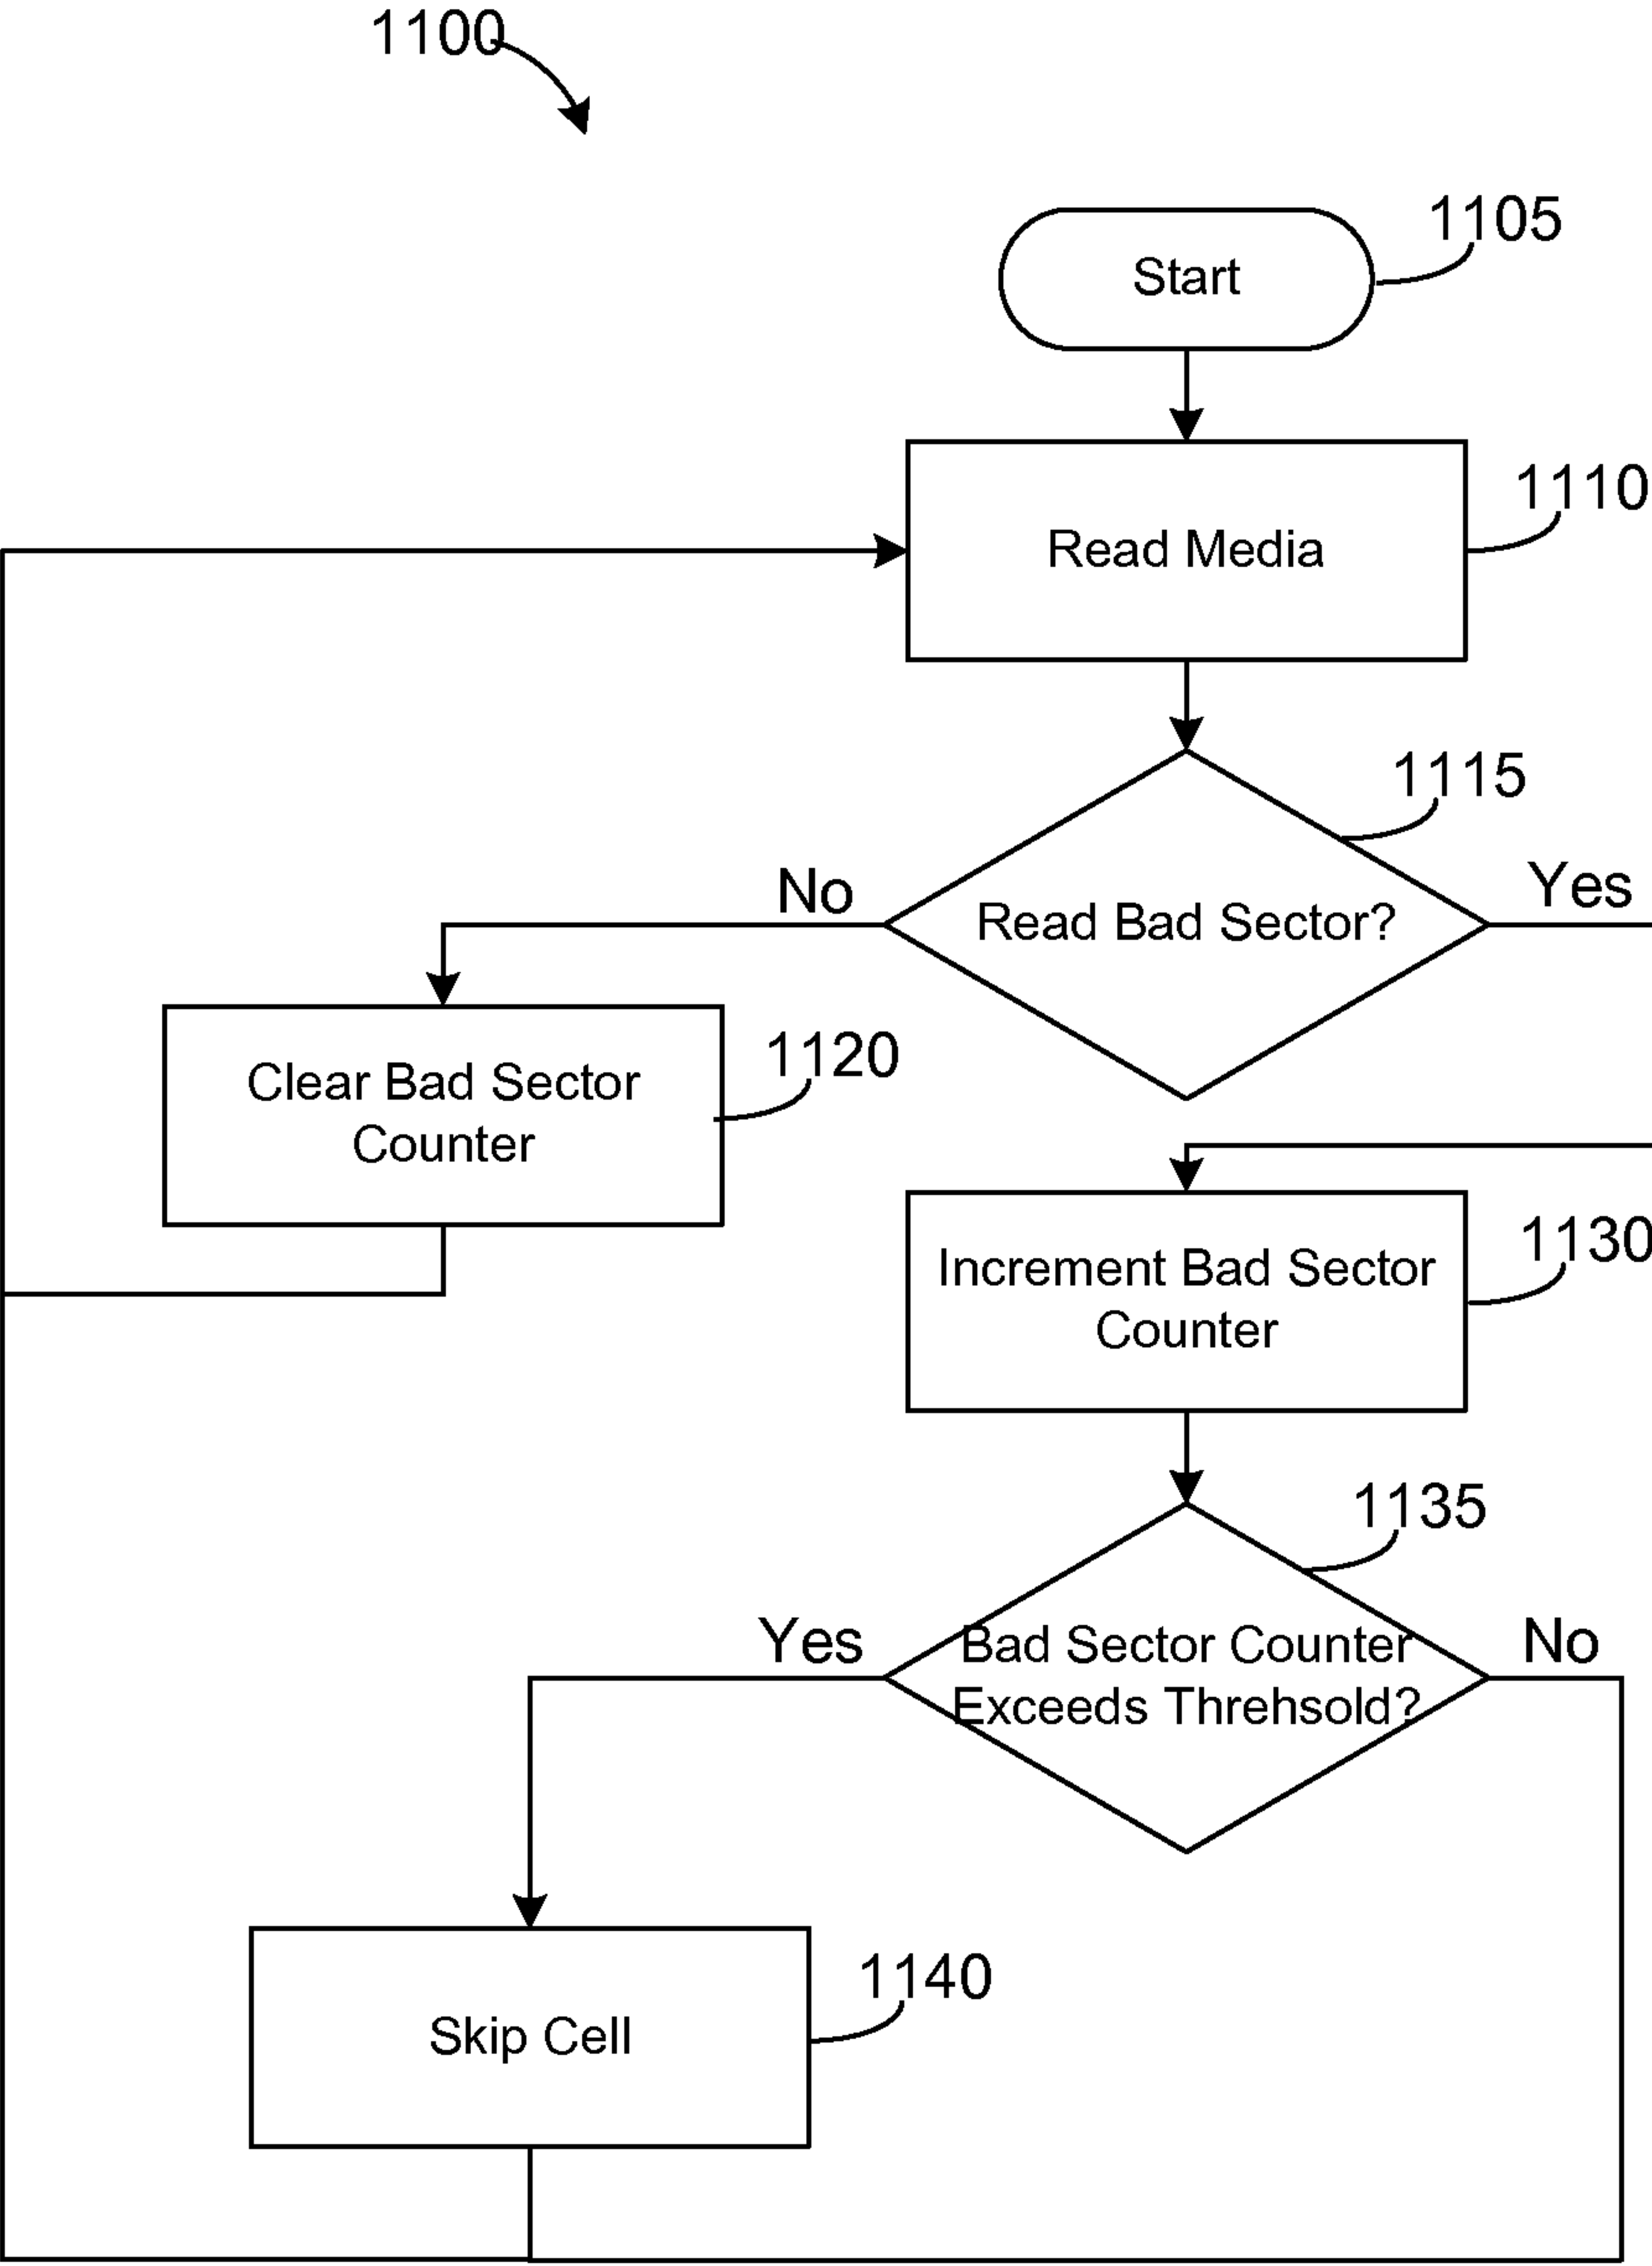 1100
1105
Start
1110
Read Media
1115
No
Yes
Read Bad Sector?
1120
Clear Bad Sector
Counter
1130
Increment Bad Sector
Counter
1135
Yes
No
Bad Sector Counter
Exceeds Threhsold?
1140
Skip Cell